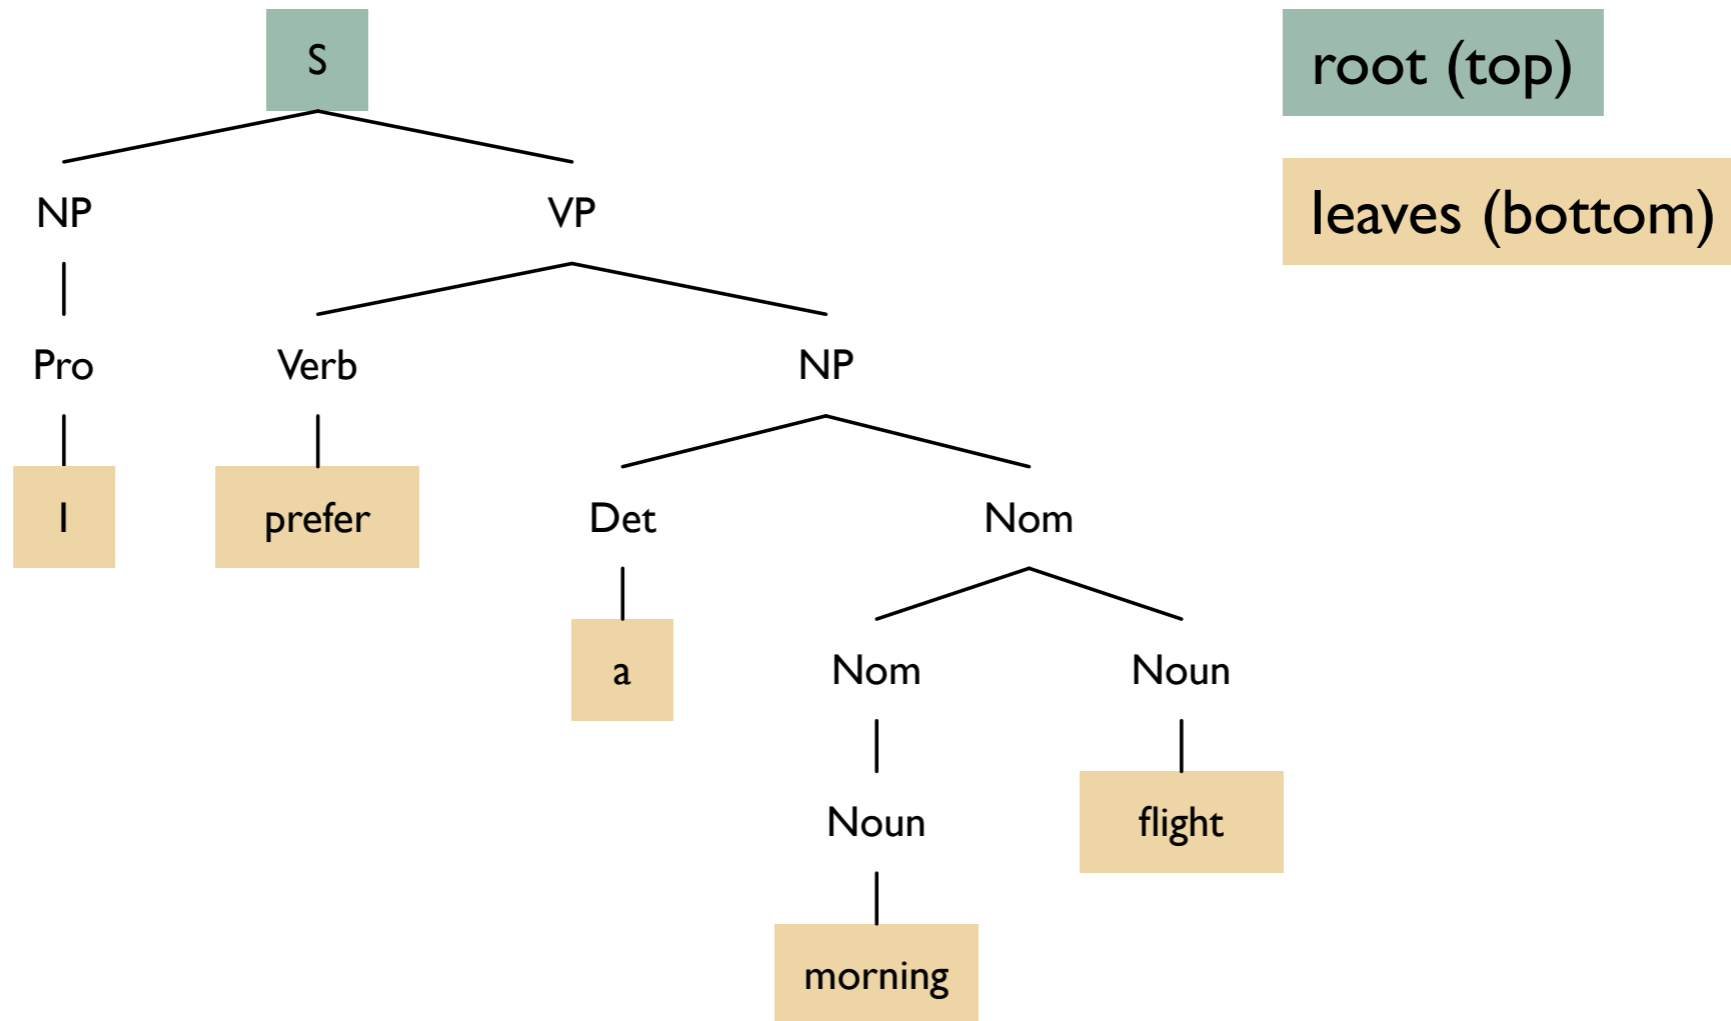 S
root (top)
NP VP
leaves (bottom)
Pro Verb NP
I prefer Det Nom
a Nom Noun
Noun flight
morning